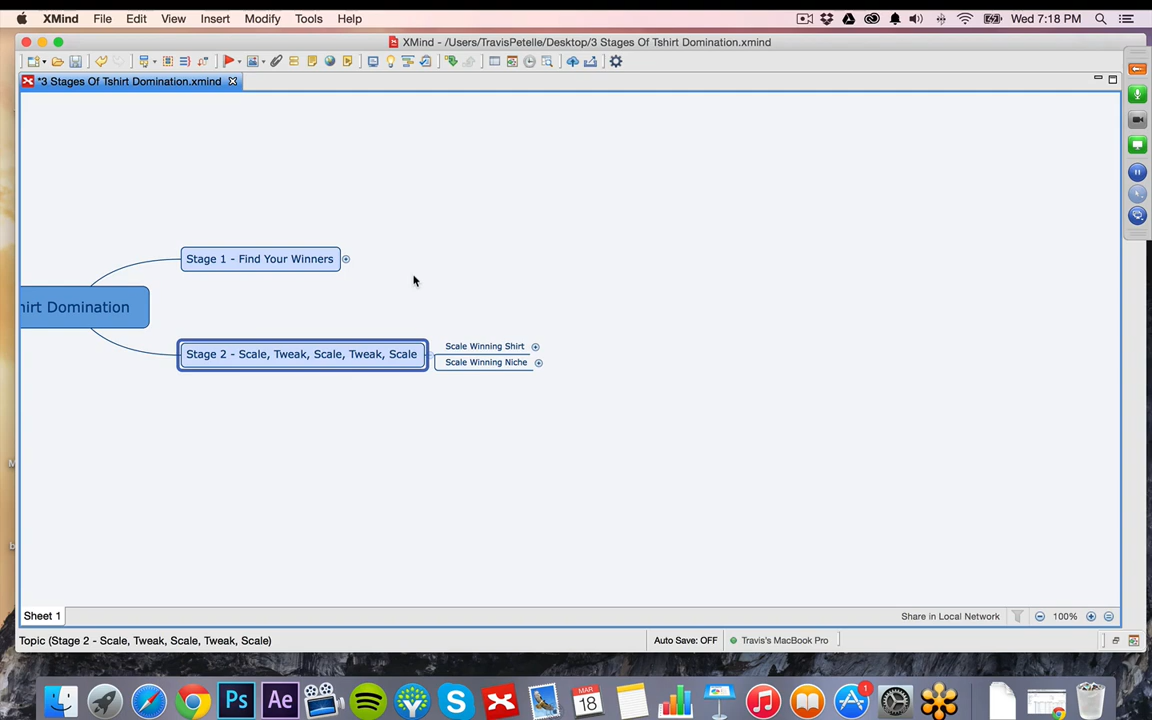 XMind File Edit View Insert Modify Tools Help Wed 7:18 PM
XMind - /Users/TravisPetelle/Desktop/3 Stages Of Tshirt Domination.xmind
*3 Stages Of Tshirt Domination.xmind
Stage 1 - Find Your Winners
hirt Domination
Stage 2 - Scale, Tweak, Scale, Tweak, Scale
Scale Winning Shirt
Scale Winning Niche
Sheet 1
Share in Local Network
100%
Topic (Stage 2 - Scale, Tweak, Scale, Tweak, Scale)
Auto Save: OFF
Travis's MacBook Pro
Ps
Ae
MAR
18
1